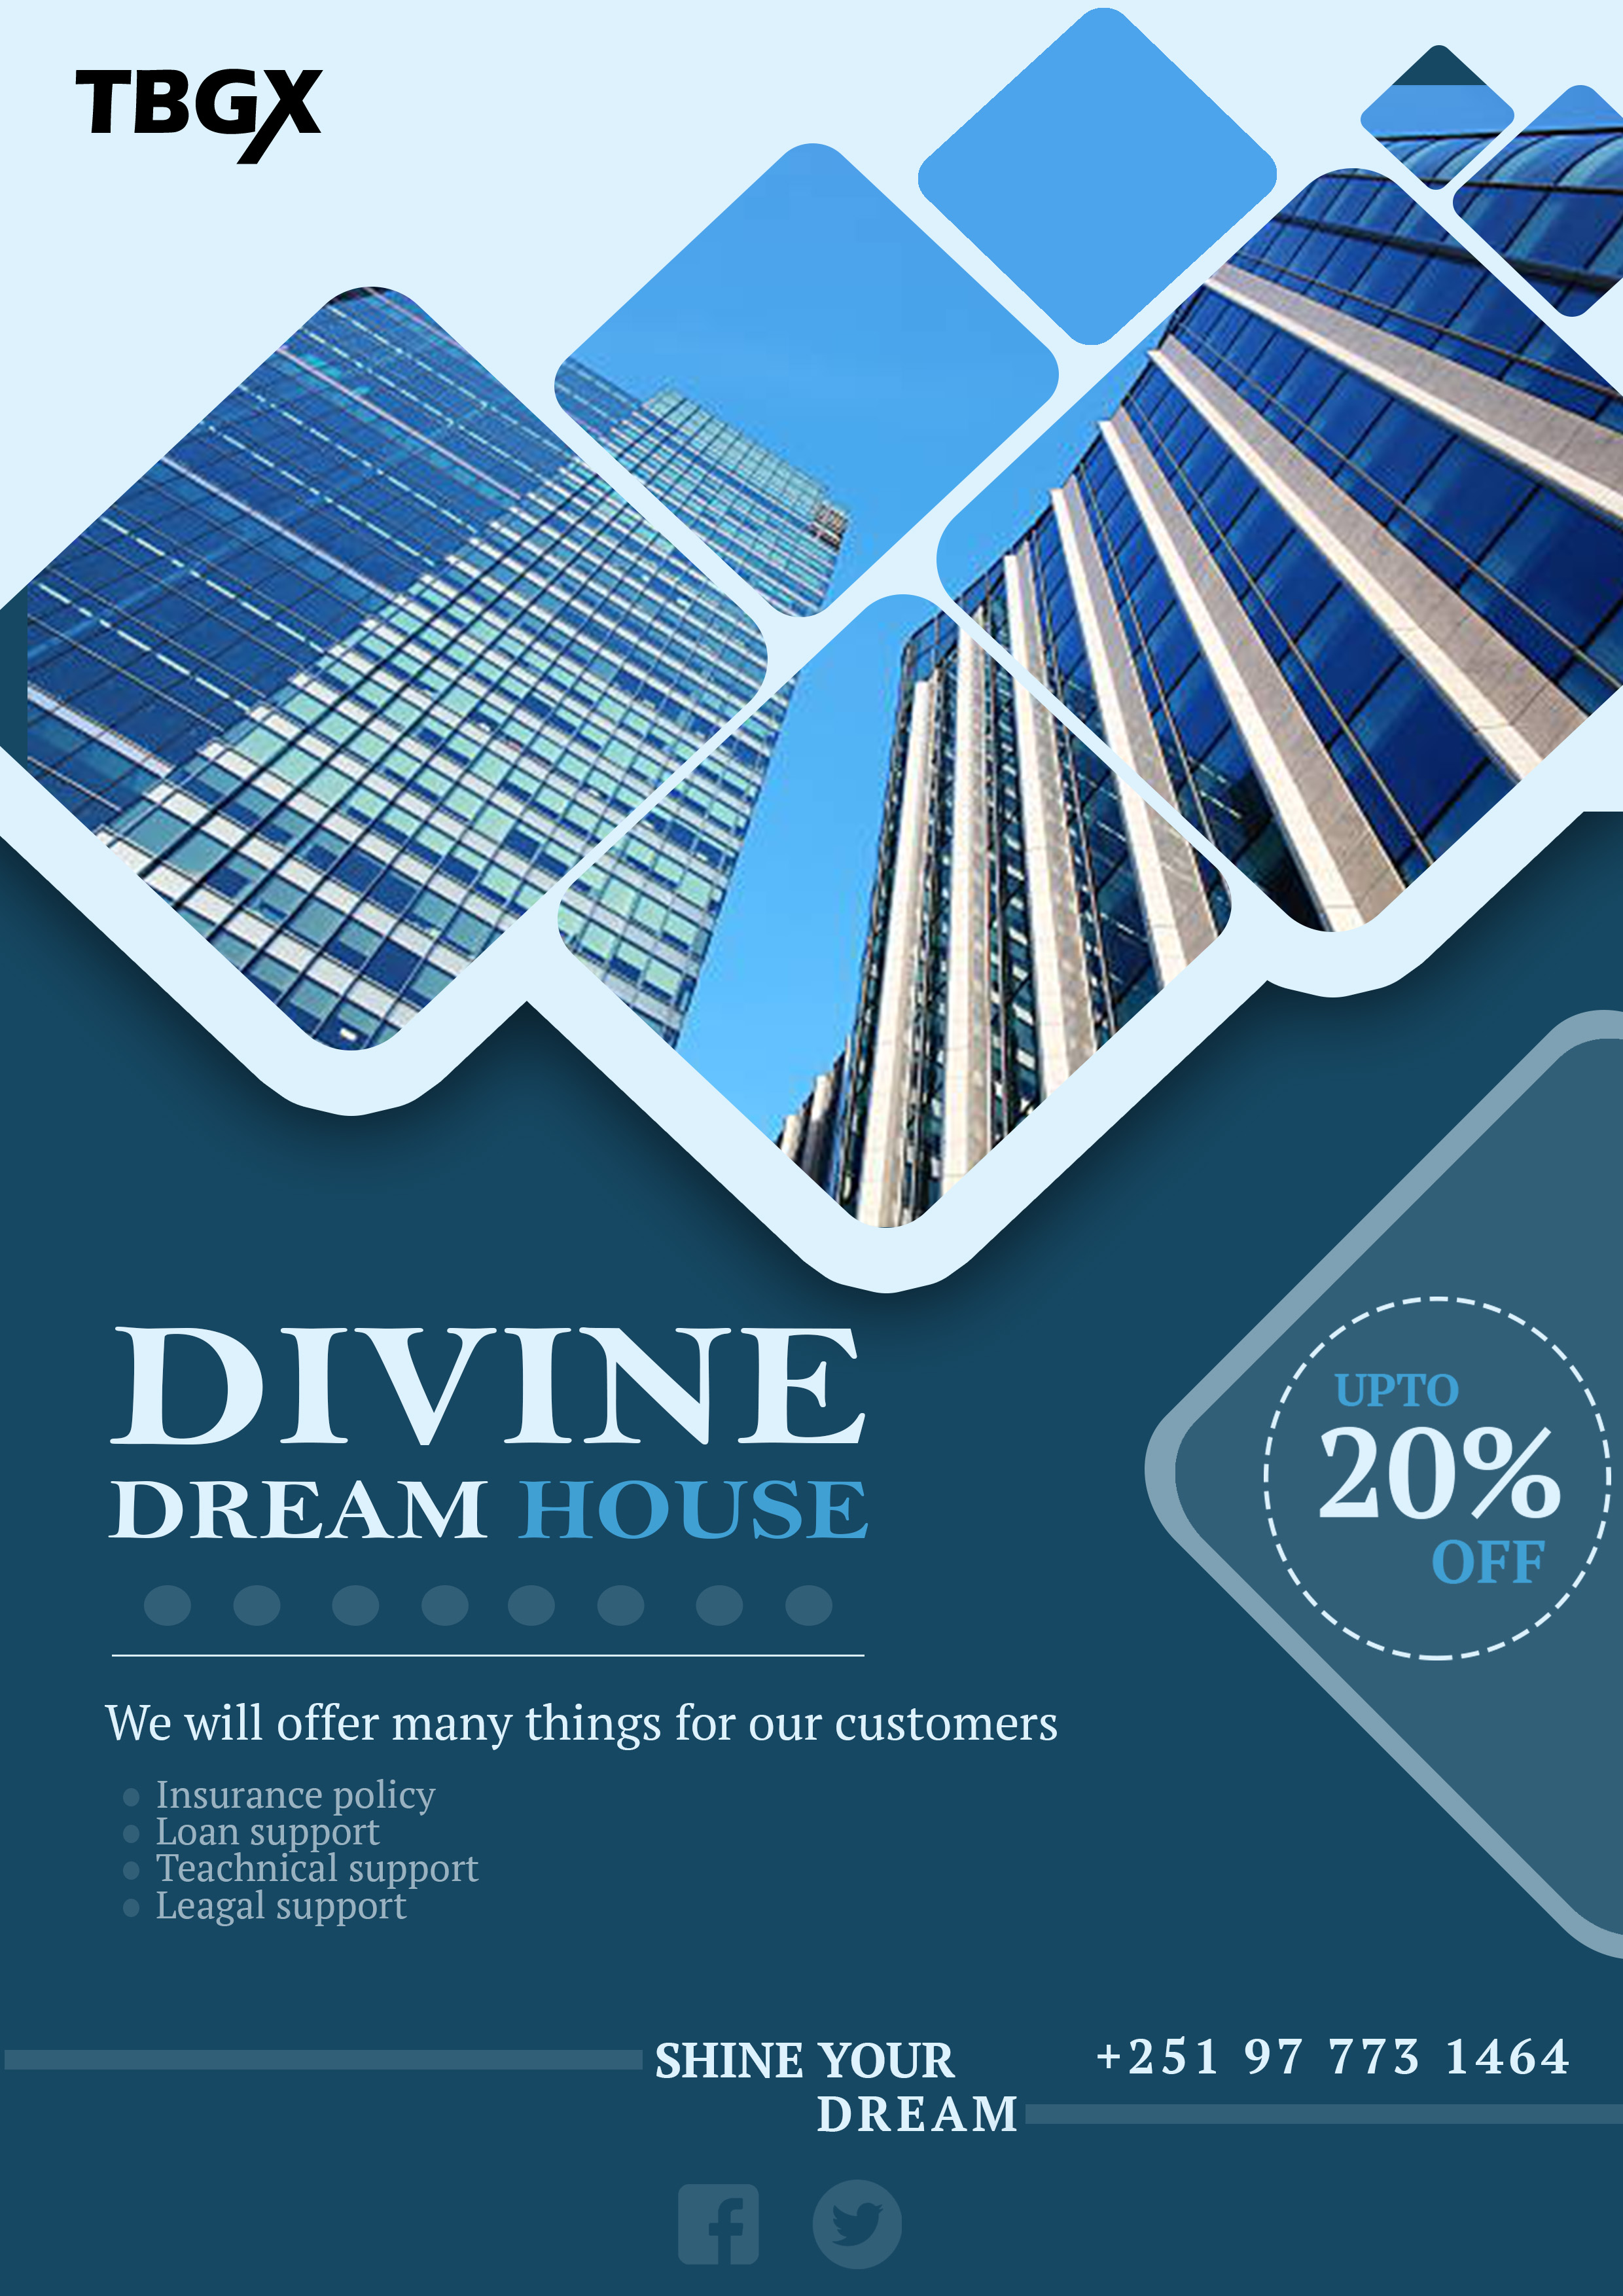 TBGX
DIVINE
DREAM HOUSE
UPTO
20%
OFF
We will offer many things for our customers
Insurance policy
Loan support
Teachnical support
Leagal support
SHINE YOUR
DREAM
+251 97 773 1464